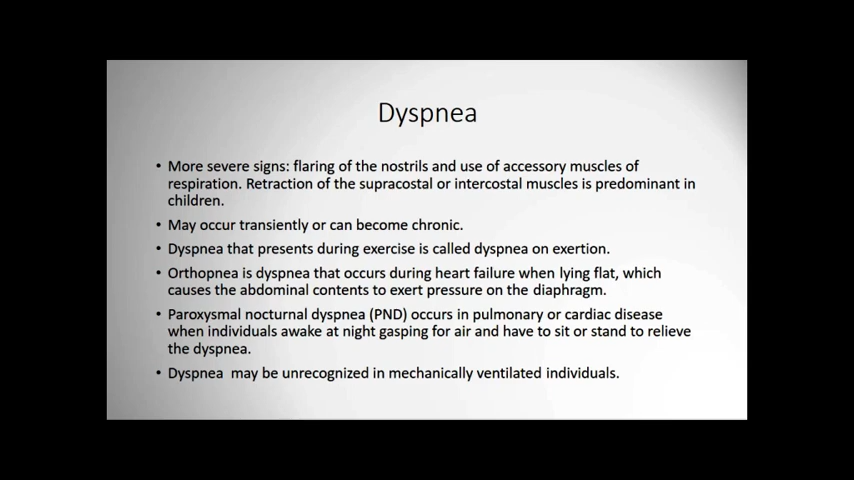 Dyspnea
• More severe signs: flaring of the nostrils and use of accessory muscles of
respiration. Retraction of the supracostal or intercostal muscles is predominant in
children.
• May occur transiently or can become chronic.
• Dyspnea that presents during exercise is called dyspnea on exertion.
• Orthopnea is dyspnea that occurs during heart failure when lying flat, which
causes the abdominal contents to exert pressure on the diaphragm.
• Paroxysmal nocturnal dyspnea (PND) occurs in pulmonary or cardiac disease
when individuals awake at night gasping for air and have to sit or stand to relieve
the dyspnea.
• Dyspnea  may be unrecognized in mechanically ventilated individuals.